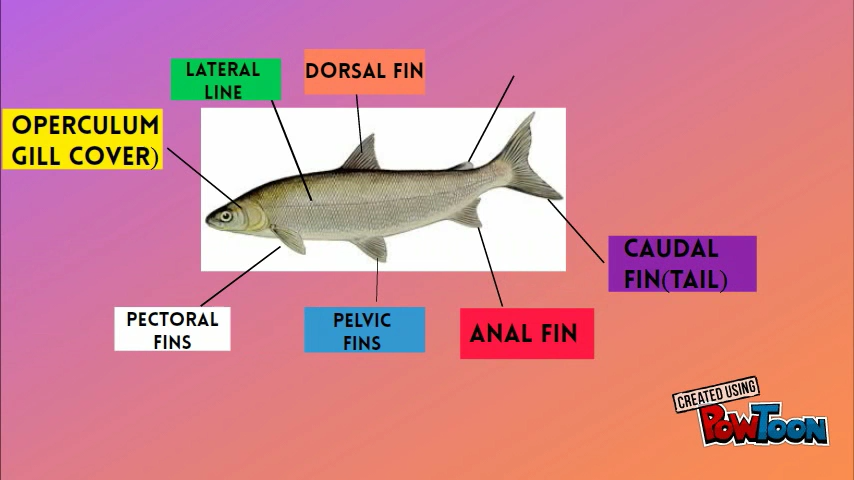 LATERAL
LINE
DORSAL FIN
OPERCULUM
GILL COVER)
CAUDAL
FIN(TAIL)
PECTORAL
FINS
PELVIC
FINS
ANAL FIN
CREATED USING
POWTOON